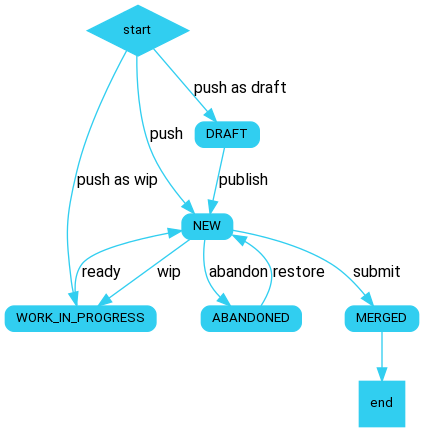 start
push as draft
DRAFT
push
push as wip
publish
NEW
ready
wip
abandon
restore
submit
WORK_IN_PROGRESS
ABANDONED
MERGED
end